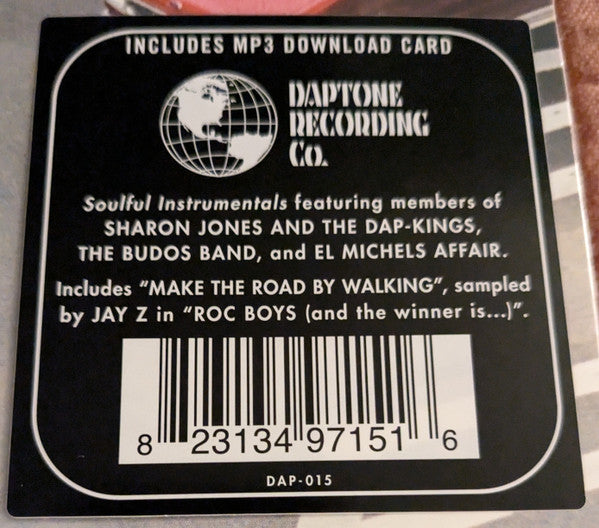 INCLUDES MP3 DOWNLOAD CARD
DAPTONE
RECORDING
Co.
Soulful Instrumentals featuring members of
SHARON JONES AND THE DAP-KINGS,
THE BUDOS BAND, and EL MICHELS AFFAIR.
Includes “MAKE THE ROAD BY WALKING”, sampled
by JAY Z in “ROC BOYS (and the winner is...)”.
8 23134 97151 6
DAP-015